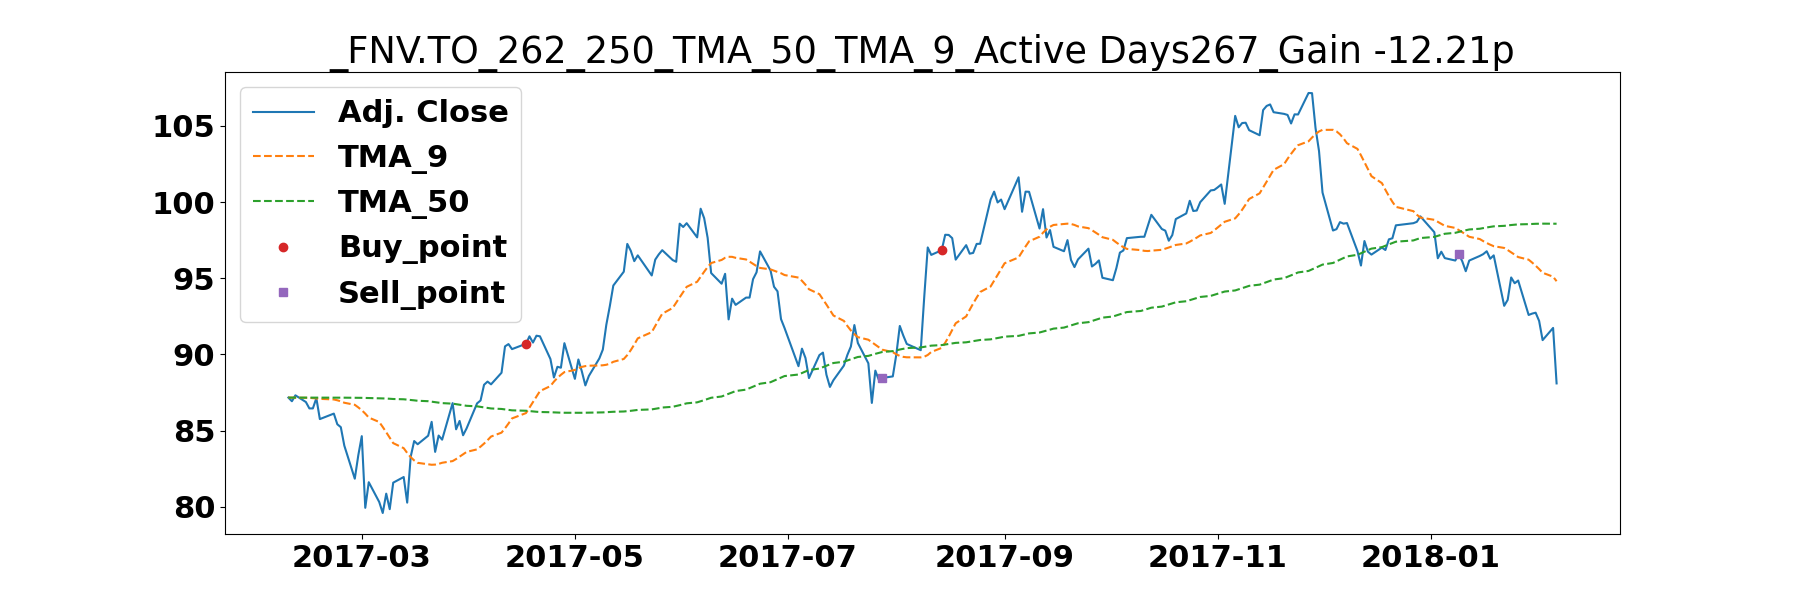 _FNV.TO_262_250_TMA_50_TMA_9_Active Days267_Gain -12.21p
Adj. Close
TMA_9
TMA_50
Buy_point
Sell_point
105
100
95
90
85
80
2017-03 2017-05 2017-07 2017-09 2017-11 2018-01